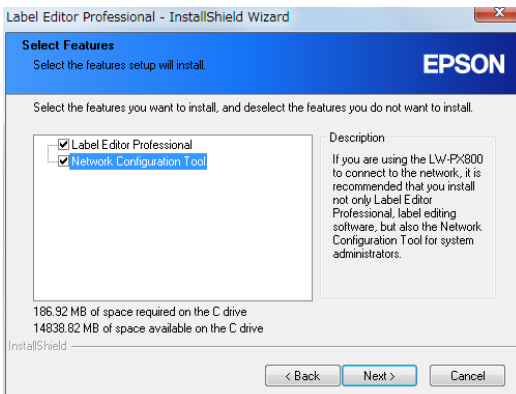 Label Editor Professional - InstallShield Wizard
Select Features
Select the features setup will install.
EPSON
Select the features you want to install, and deselect the features you do not want to install.
Label Editor Professional
Network Configuration Tool
Description
If you are using the LW-PX800
to connect to the network, it is
recommended that you install
not only Label Editor
Professional, label editing
software, but also the Network
Configuration Tool for system
administrators.
186.92 MB of space required on the C drive
14838.82 MB of space available on the C drive
InstallShield
< Back
Next >
Cancel